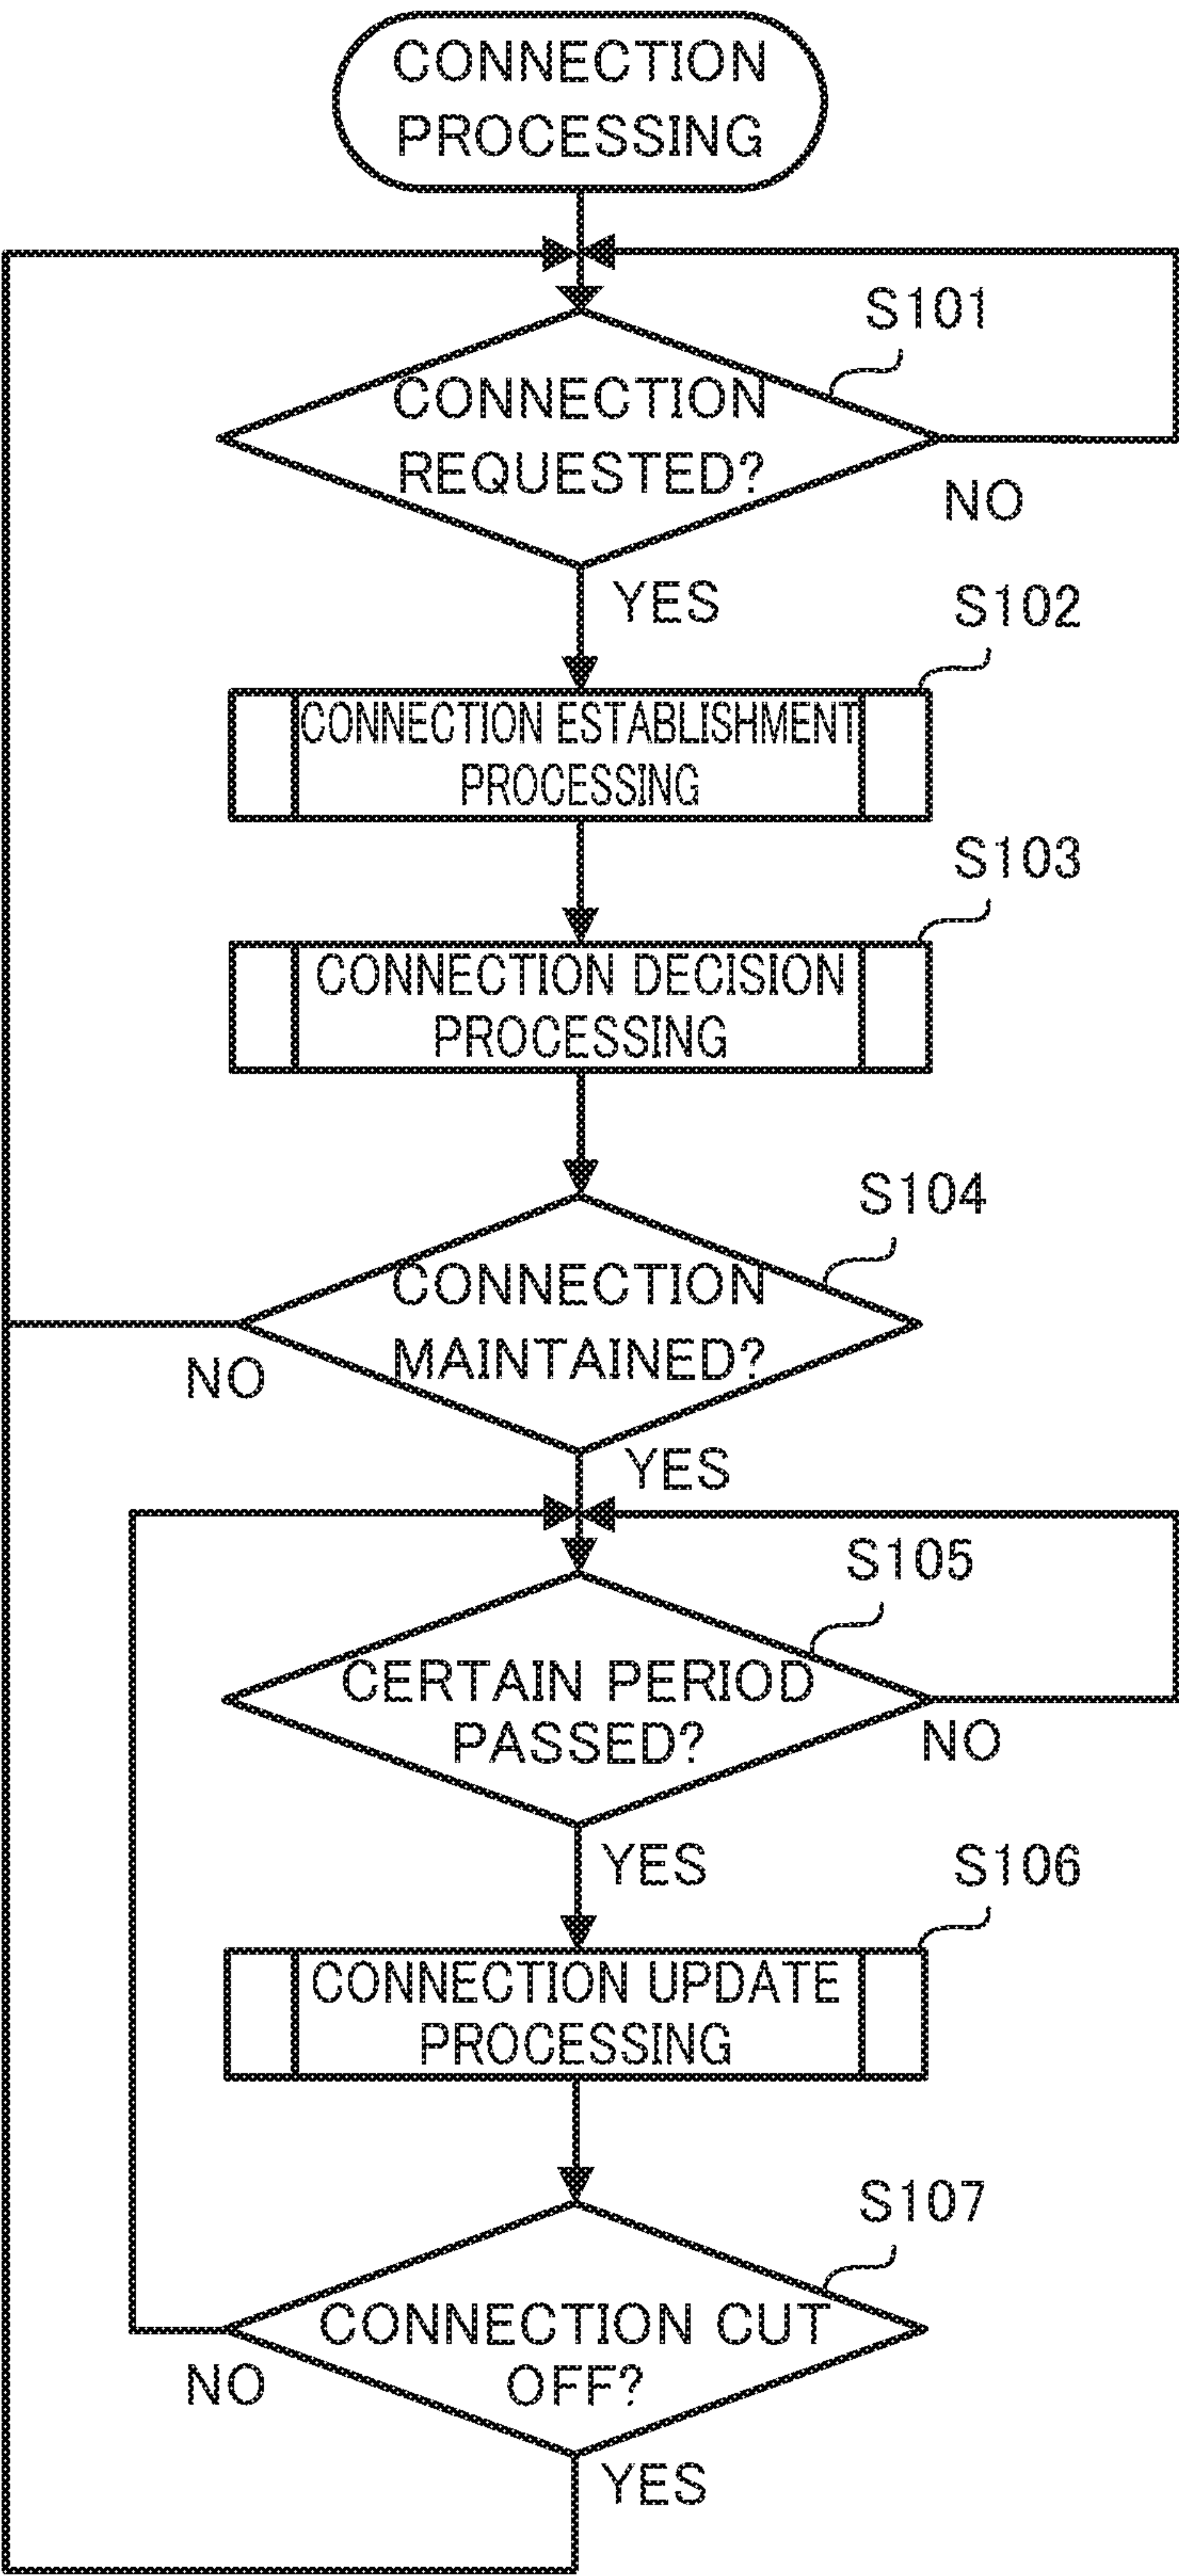 CONNECTION
PROCESSING
S101
CONNECTION
REQUESTED?
NO
YES
S102
CONNECTION ESTABLISHMENT
PROCESSING
S103
CONNECTION DECISION
PROCESSING
S104
CONNECTION
MAINTAINED?
NO
YES
S105
CERTAIN PERIOD
PASSED?
NO
YES
S106
CONNECTION UPDATE
PROCESSING
S107
CONNECTION CUT
OFF?
NO
YES